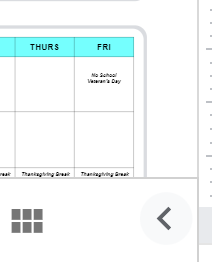 THURS FRI
No School
Veteran's Day
Thanksgiving Break Thanksgiving Break